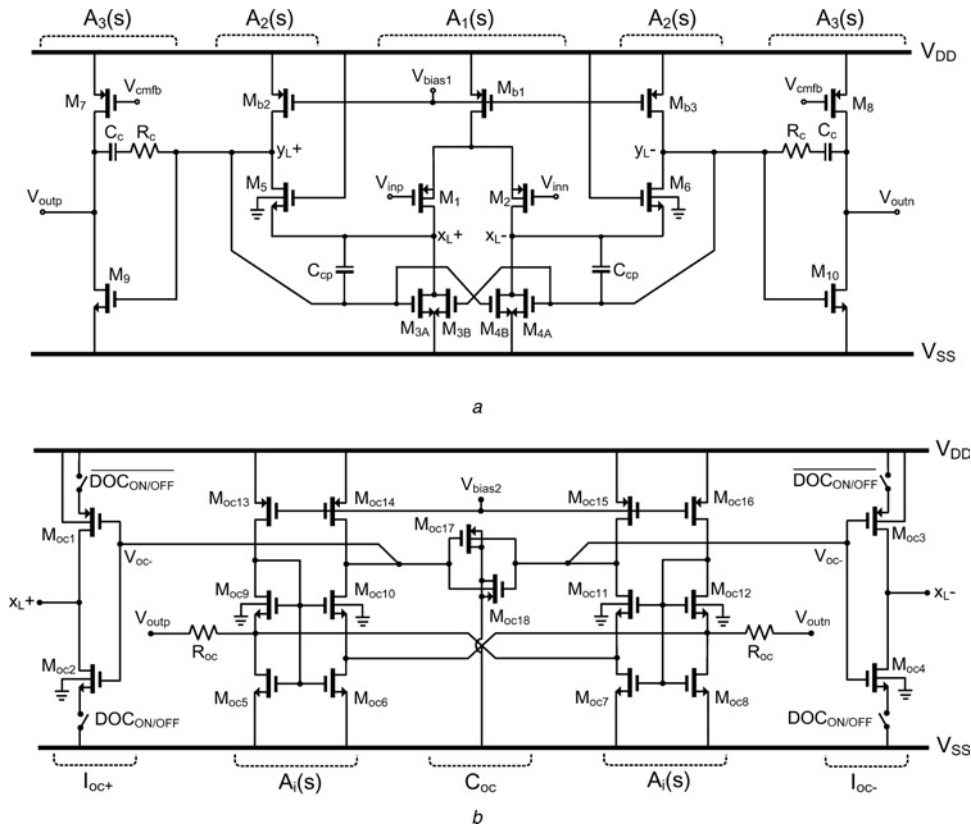 A3(s) A2(s) A1(s) A2(s) A3(s)
VDD
Vcmfb Vbias1 Vcmfb
M7 Mb2 Mb1 Mb3 M8
Cc Rc yL+ yL- Rc Cc
M5 Vinp M1 M2 Vinn M6
Voutp Voutn
xL+ xL-
Ccp Ccp
M9 M10
M3A M3B M4B M4A
VSS
a
VDD
DOCON/OFF DOCON/OFF
Vbias2
Moc13 Moc14 Moc15 Moc16
Moc17
Moc1 Moc3
Voc- Voc-
Moc9 Moc10 Moc11 Moc12
xL+ xL-
Moc18
Voutp Voutn
Roc Roc
Moc2 Moc4
Moc5 Moc6 Moc7 Moc8
DOCON/OFF DOCON/OFF
VSS
Ioc+ Ai(s) Coc Ai(s) Ioc-
b